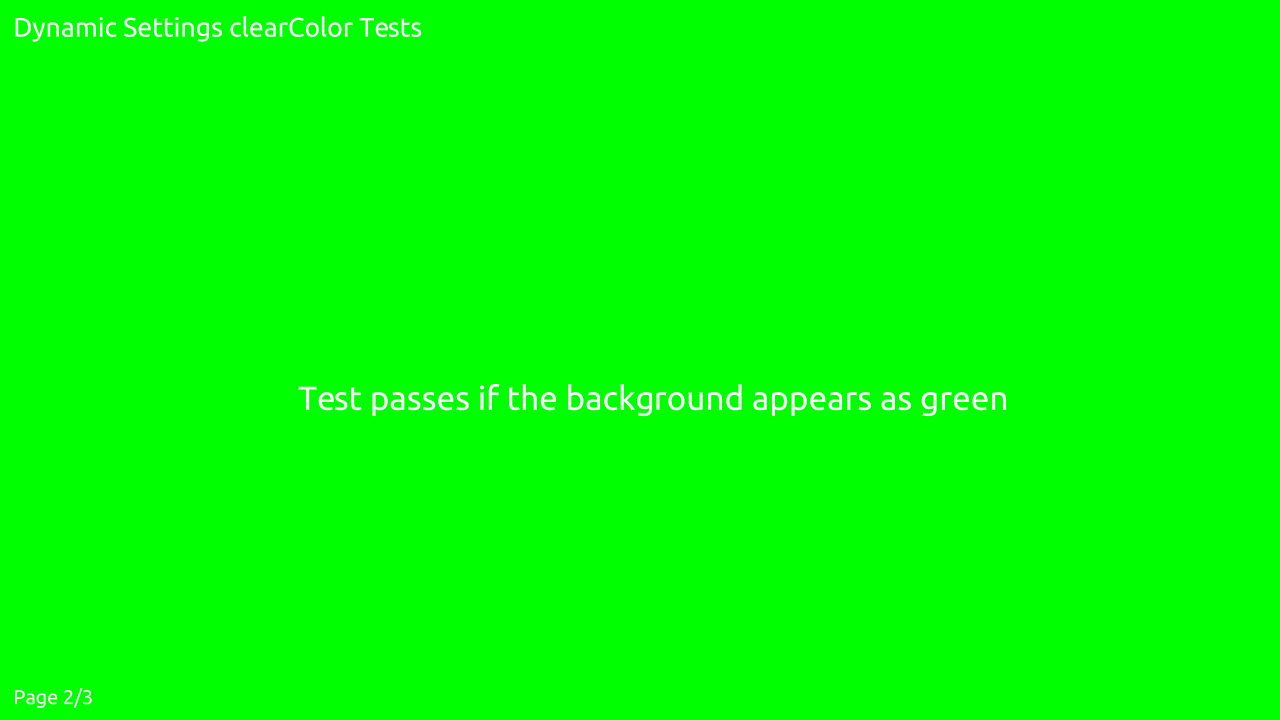 Dynamic Settings clearColor Tests
Test passes if the background appears as green
Page 2/3